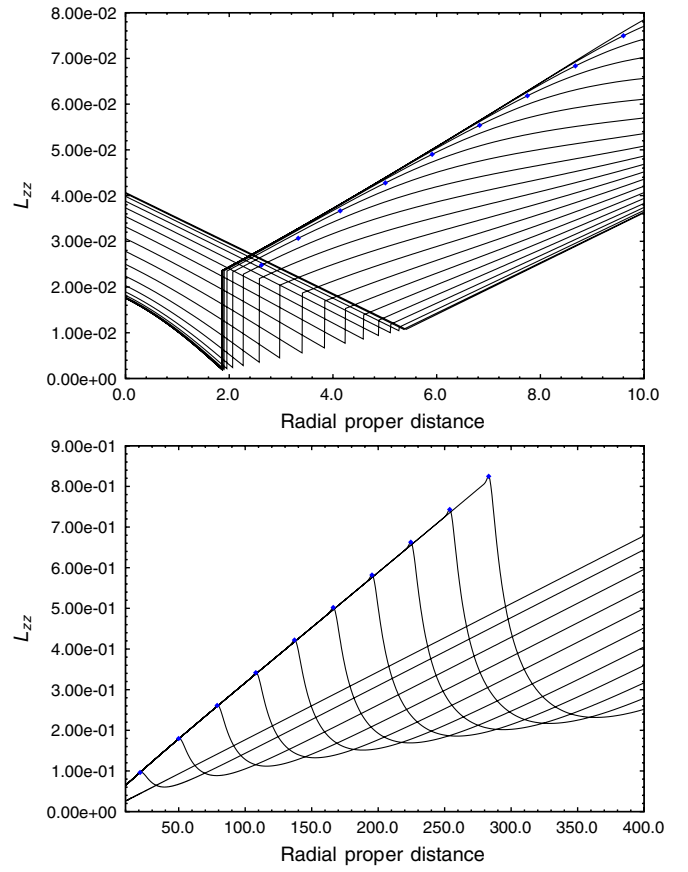 8.00e-02
7.00e-02
6.00e-02
5.00e-02
4.00e-02
3.00e-02
2.00e-02
1.00e-02
0.00e+00
Lzz
0.0 2.0 4.0 6.0 8.0 10.0
Radial proper distance
9.00e-01
8.00e-01
7.00e-01
6.00e-01
5.00e-01
4.00e-01
3.00e-01
2.00e-01
1.00e-01
0.00e+00
Lzz
50.0 100.0 150.0 200.0 250.0 300.0 350.0 400.0
Radial proper distance